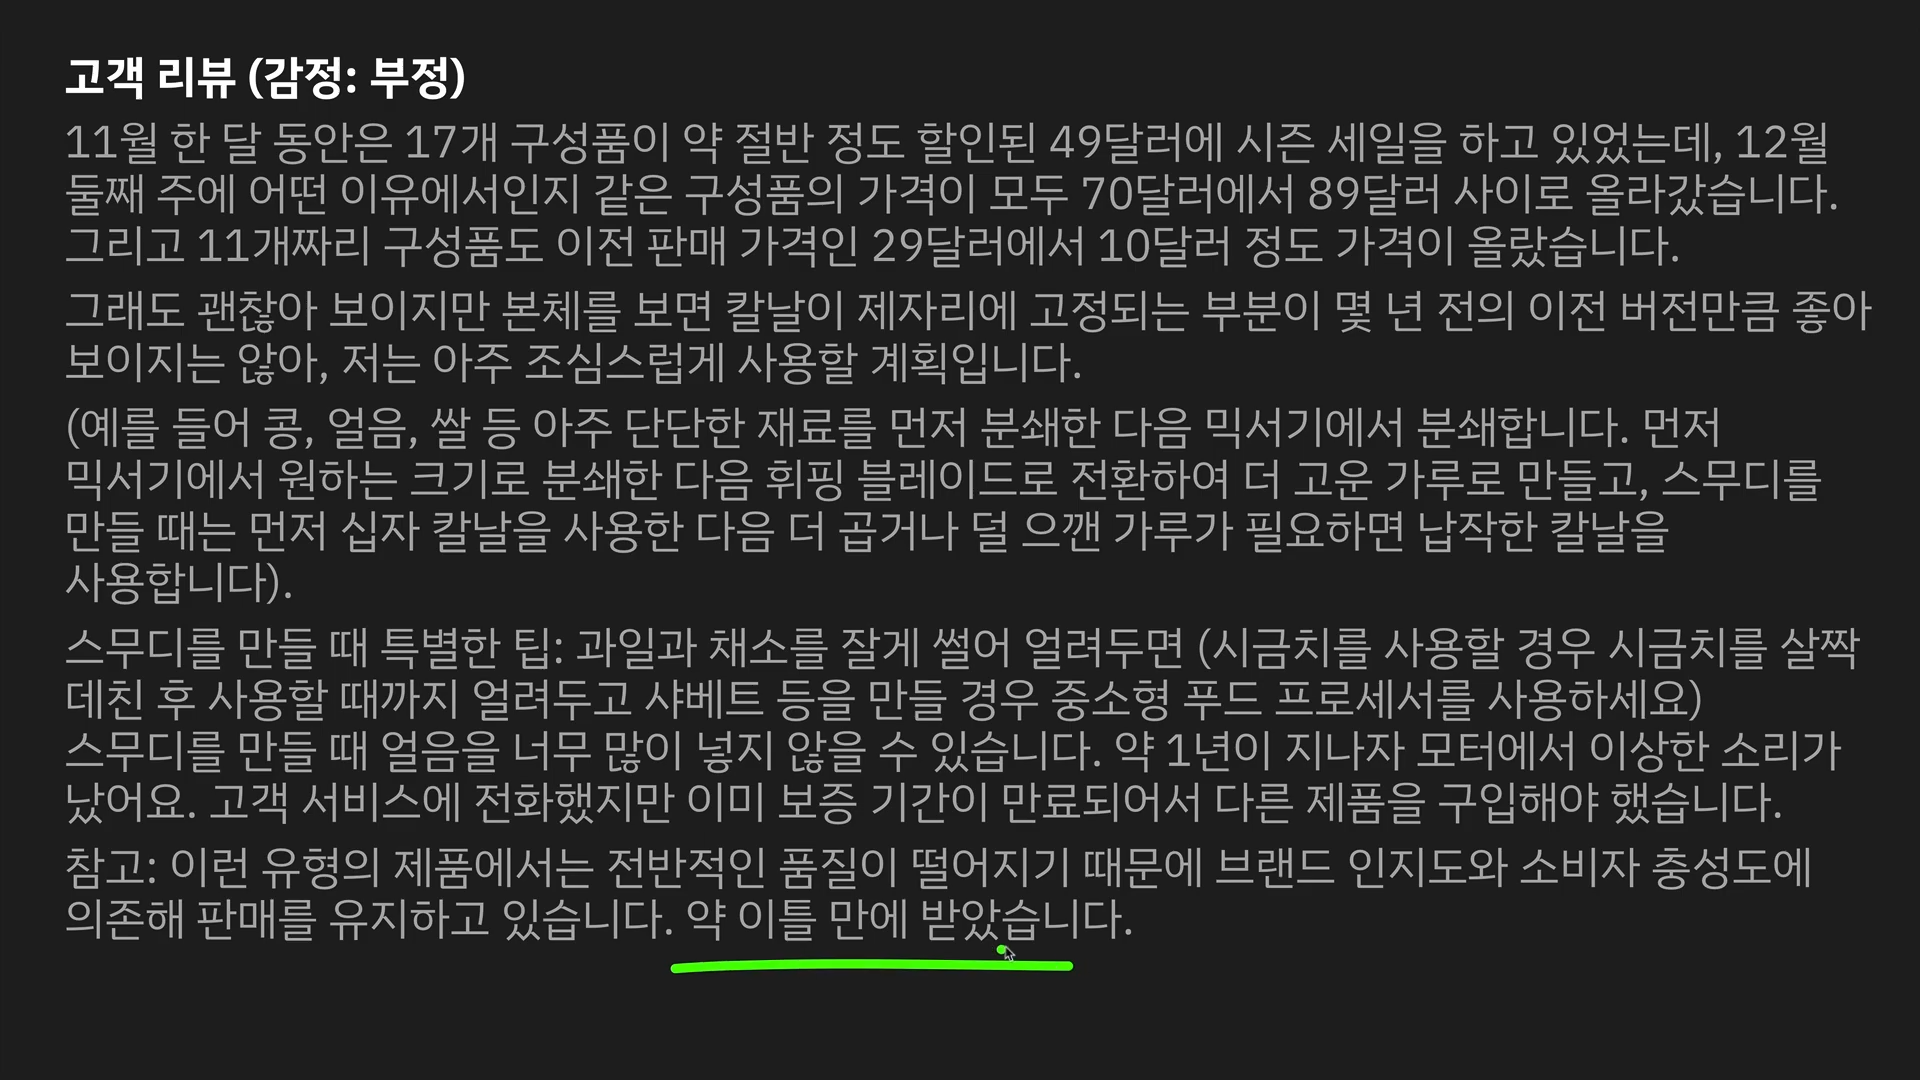 고객 리뷰 (감정: 부정)
11월 한 달 동안은 17개 구성품이 약 절반 정도 할인된 49달러에 시즌 세일을 하고 있었는데, 12월
둘째 주에 어떤 이유에서인지 같은 구성품의 가격이 모두 70달러에서 89달러 사이로 올라갔습니다.
그리고 11개짜리 구성품도 이전 판매 가격인 29달러에서 10달러 정도 가격이 올랐습니다.
그래도 괜찮아 보이지만 본체를 보면 칼날이 제자리에 고정되는 부분이 몇 년 전의 이전 버전만큼 좋아
보이지는 않아, 저는 아주 조심스럽게 사용할 계획입니다.
(예를 들어 콩, 얼음, 쌀 등 아주 단단한 재료를 먼저 분쇄한 다음 믹서기에서 분쇄합니다. 먼저
믹서기에서 원하는 크기로 분쇄한 다음 휘핑 블레이드로 전환하여 더 고운 가루로 만들고, 스무디를
만들 때는 먼저 십자 칼날을 사용한 다음 더 곱거나 덜 으깬 가루가 필요하면 납작한 칼날을
사용합니다).
스무디를 만들 때 특별한 팁: 과일과 채소를 잘게 썰어 얼려두면 (시금치를 사용할 경우 시금치를 살짝
데친 후 사용할 때까지 얼려두고 샤베트 등을 만들 경우 중소형 푸드 프로세서를 사용하세요)
스무디를 만들 때 얼음을 너무 많이 넣지 않을 수 있습니다. 약 1년이 지나자 모터에서 이상한 소리가
났어요. 고객 서비스에 전화했지만 이미 보증 기간이 만료되어서 다른 제품을 구입해야 했습니다.
참고: 이런 유형의 제품에서는 전반적인 품질이 떨어지기 때문에 브랜드 인지도와 소비자 충성도에
의존해 판매를 유지하고 있습니다. 약 이틀 만에 받았습니다.